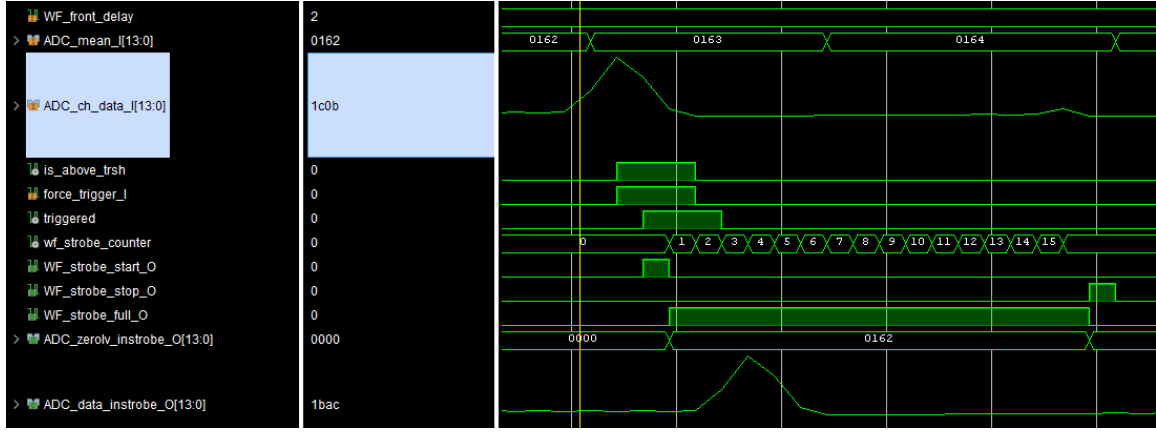 WF_front_delay 2
ADC_mean_I[13:0] 0162 0162 0163 0164
ADC_ch_data_I[13:0] 1c0b
is_above_trsh 0
force_trigger_I 0
triggered 0
wf_strobe_counter 0 0 1 2 3 4 5 6 7 8 9 10 11 12 13 14 15
WF_strobe_start_O 0
WF_strobe_stop_O 0
WF_strobe_full_O 0
ADC_zerolv_instrobe_O[13:0] 0000 0000 0162
ADC_data_instrobe_O[13:0] 1bac